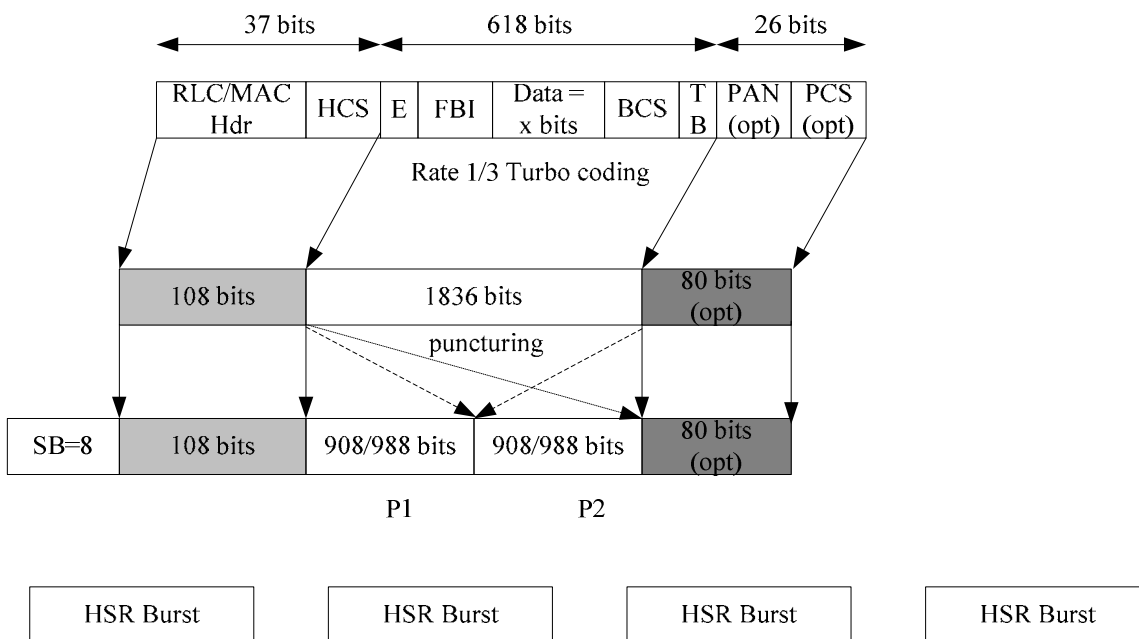 37 bits
618 bits
26 bits
RLC/MAC
Hdr
HCS
E
FBI
Data =
x bits
BCS
T
B
PAN
(opt)
PCS
(opt)
Rate 1/3 Turbo coding
108 bits
1836 bits
80 bits
(opt)
puncturing
SB=8
108 bits
908/988 bits
908/988 bits
80 bits
(opt)
P1
P2
HSR Burst
HSR Burst
HSR Burst
HSR Burst